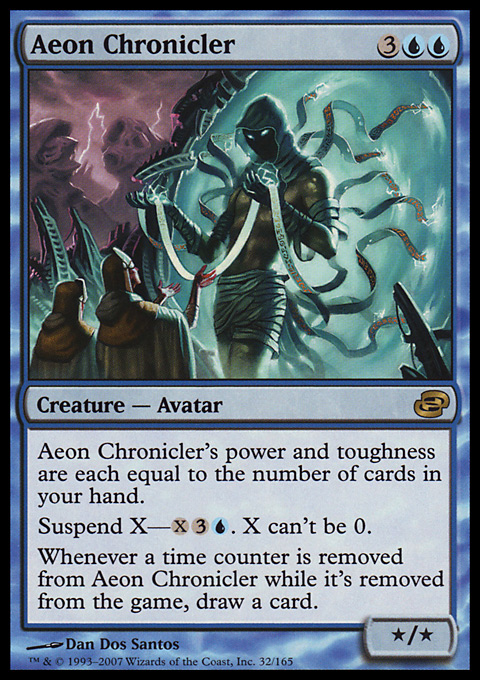 Aeon Chronicler 3
Creature — Avatar
Aeon Chronicler's power and toughness
are each equal to the number of cards in
your hand.
Suspend X—X3. X can't be 0.
Whenever a time counter is removed
from Aeon Chronicler while it's removed
from the game, draw a card.
★/★
Dan Dos Santos
™ & © 1993–2007 Wizards of the Coast, Inc. 32/165